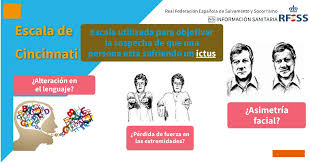 Real Federación Española de Salvamento y Socorrismo
INFORMACIÓN SANITARIA
RFESS
Escala de
Cincinnati
Escala utilizada para objetivar
la sospecha de que una
persona esta sufriendo un ictus
¿Alteración en
el lenguaje?
¿Pérdida de fuerza en
las extremidades?
¿Asimetría
facial?